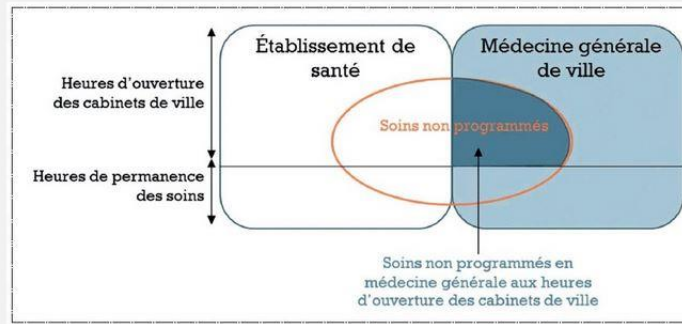 Établissement de
santé
Médecine générale
de ville
Heures d'ouverture
des cabinets de ville
Soins non programmés
Heures de permanence
des soins
Soins non programmés en
médecine générale aux heures
d'ouverture des cabinets de ville